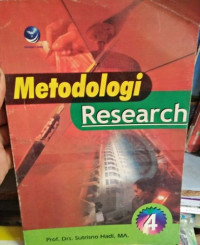 Metodologi
Research
4
Prof. Drs. Sutrisno Hadi, MA.